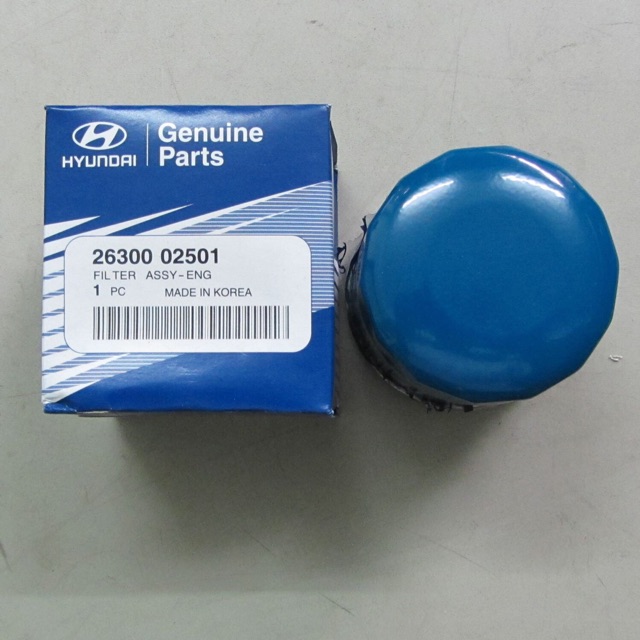 HYUNDAI
Genuine
Parts
26300 02501
FILTER ASSY-ENG
1 PC MADE IN KOREA